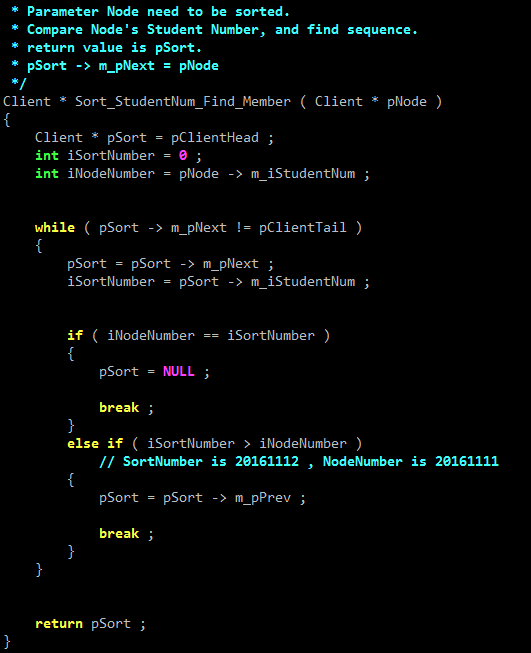 * Parameter Node need to be sorted.
* Compare Node's Student Number, and find sequence.
* return value is pSort.
* pSort -> m_pNext = pNode
*/
Client * Sort_StudentNum_Find_Member ( Client * pNode )
{
    Client * pSort = pClientHead ;
    int iSortNumber = 0 ;
    int iNodeNumber = pNode -> m_iStudentNum ;
    while ( pSort -> m_pNext != pClientTail )
    {
        pSort = pSort -> m_pNext ;
        iSortNumber = pSort -> m_iStudentNum ;
        if ( iNodeNumber == iSortNumber )
        {
            pSort = NULL ;
            break ;
        }
        else if ( iSortNumber > iNodeNumber )
            // SortNumber is 20161112 , NodeNumber is 20161111
        {
            pSort = pSort -> m_pPrev ;
            break ;
        }
    }
    return pSort ;
}